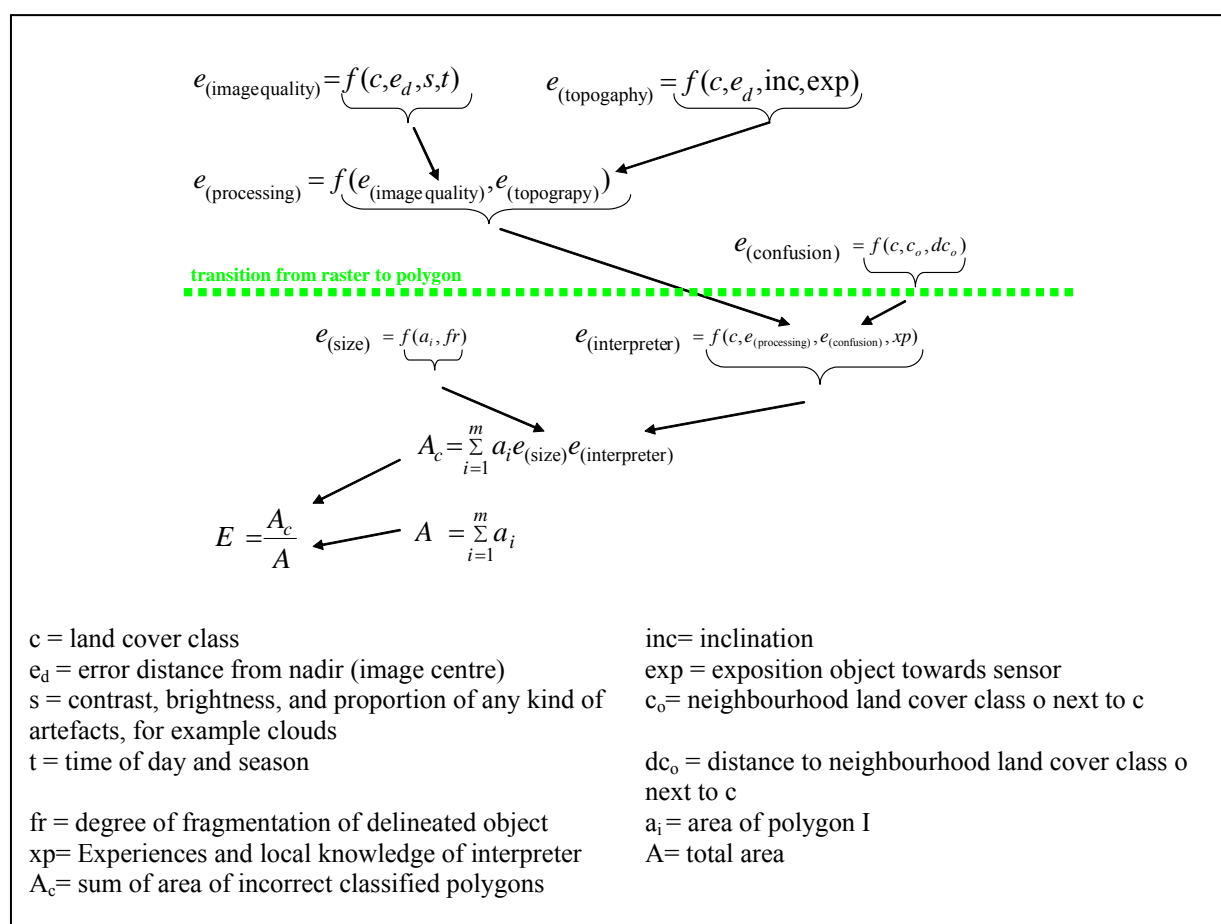 e(imagequality) = f(c,e_d,s,t)
e(topogaphy) = f(c,e_d,inc,exp)
e(processing) = f(e(image quality),e(topograpy))
e(confusion) = f(c,c_o,dc_o)
transition from raster to polygon
e(size) = f(a_i,fr)
e(interpreter) = f(c,e(processing),e(confusion),xp)
A_c = ∑_{i=1}^{m} a_i e(size) e(interpreter)
E = A_c / A
A = ∑_{i=1}^{m} a_i
c = land cover class
e_d = error distance from nadir (image centre)
s = contrast, brightness, and proportion of any kind of
artefacts, for example clouds
t = time of day and season
fr = degree of fragmentation of delineated object
xp= Experiences and local knowledge of interpreter
A_c= sum of area of incorrect classified polygons
inc= inclination
exp = exposition object towards sensor
c_o= neighbourhood land cover class o next to c
dc_o = distance to neighbourhood land cover class o
next to c
a_i = area of polygon I
A= total area